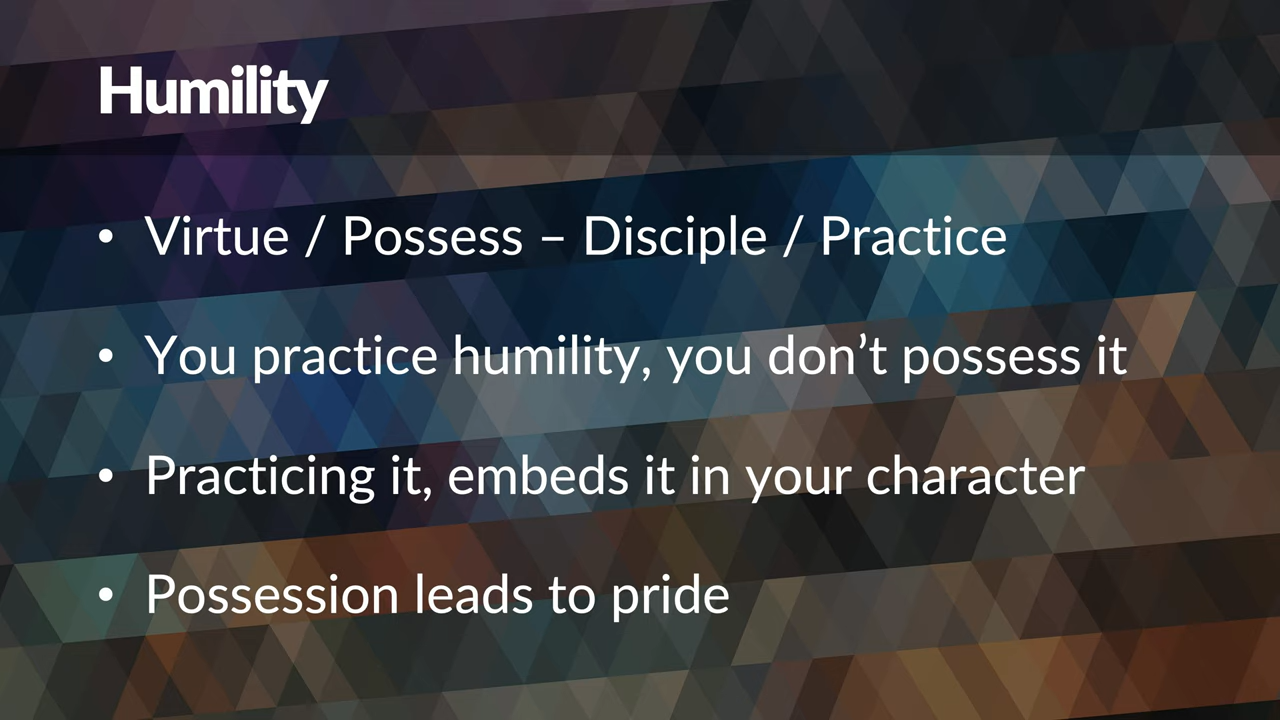 Humility
• Virtue / Possess – Disciple / Practice
• You practice humility, you don’t possess it
• Practicing it, embeds it in your character
• Possession leads to pride